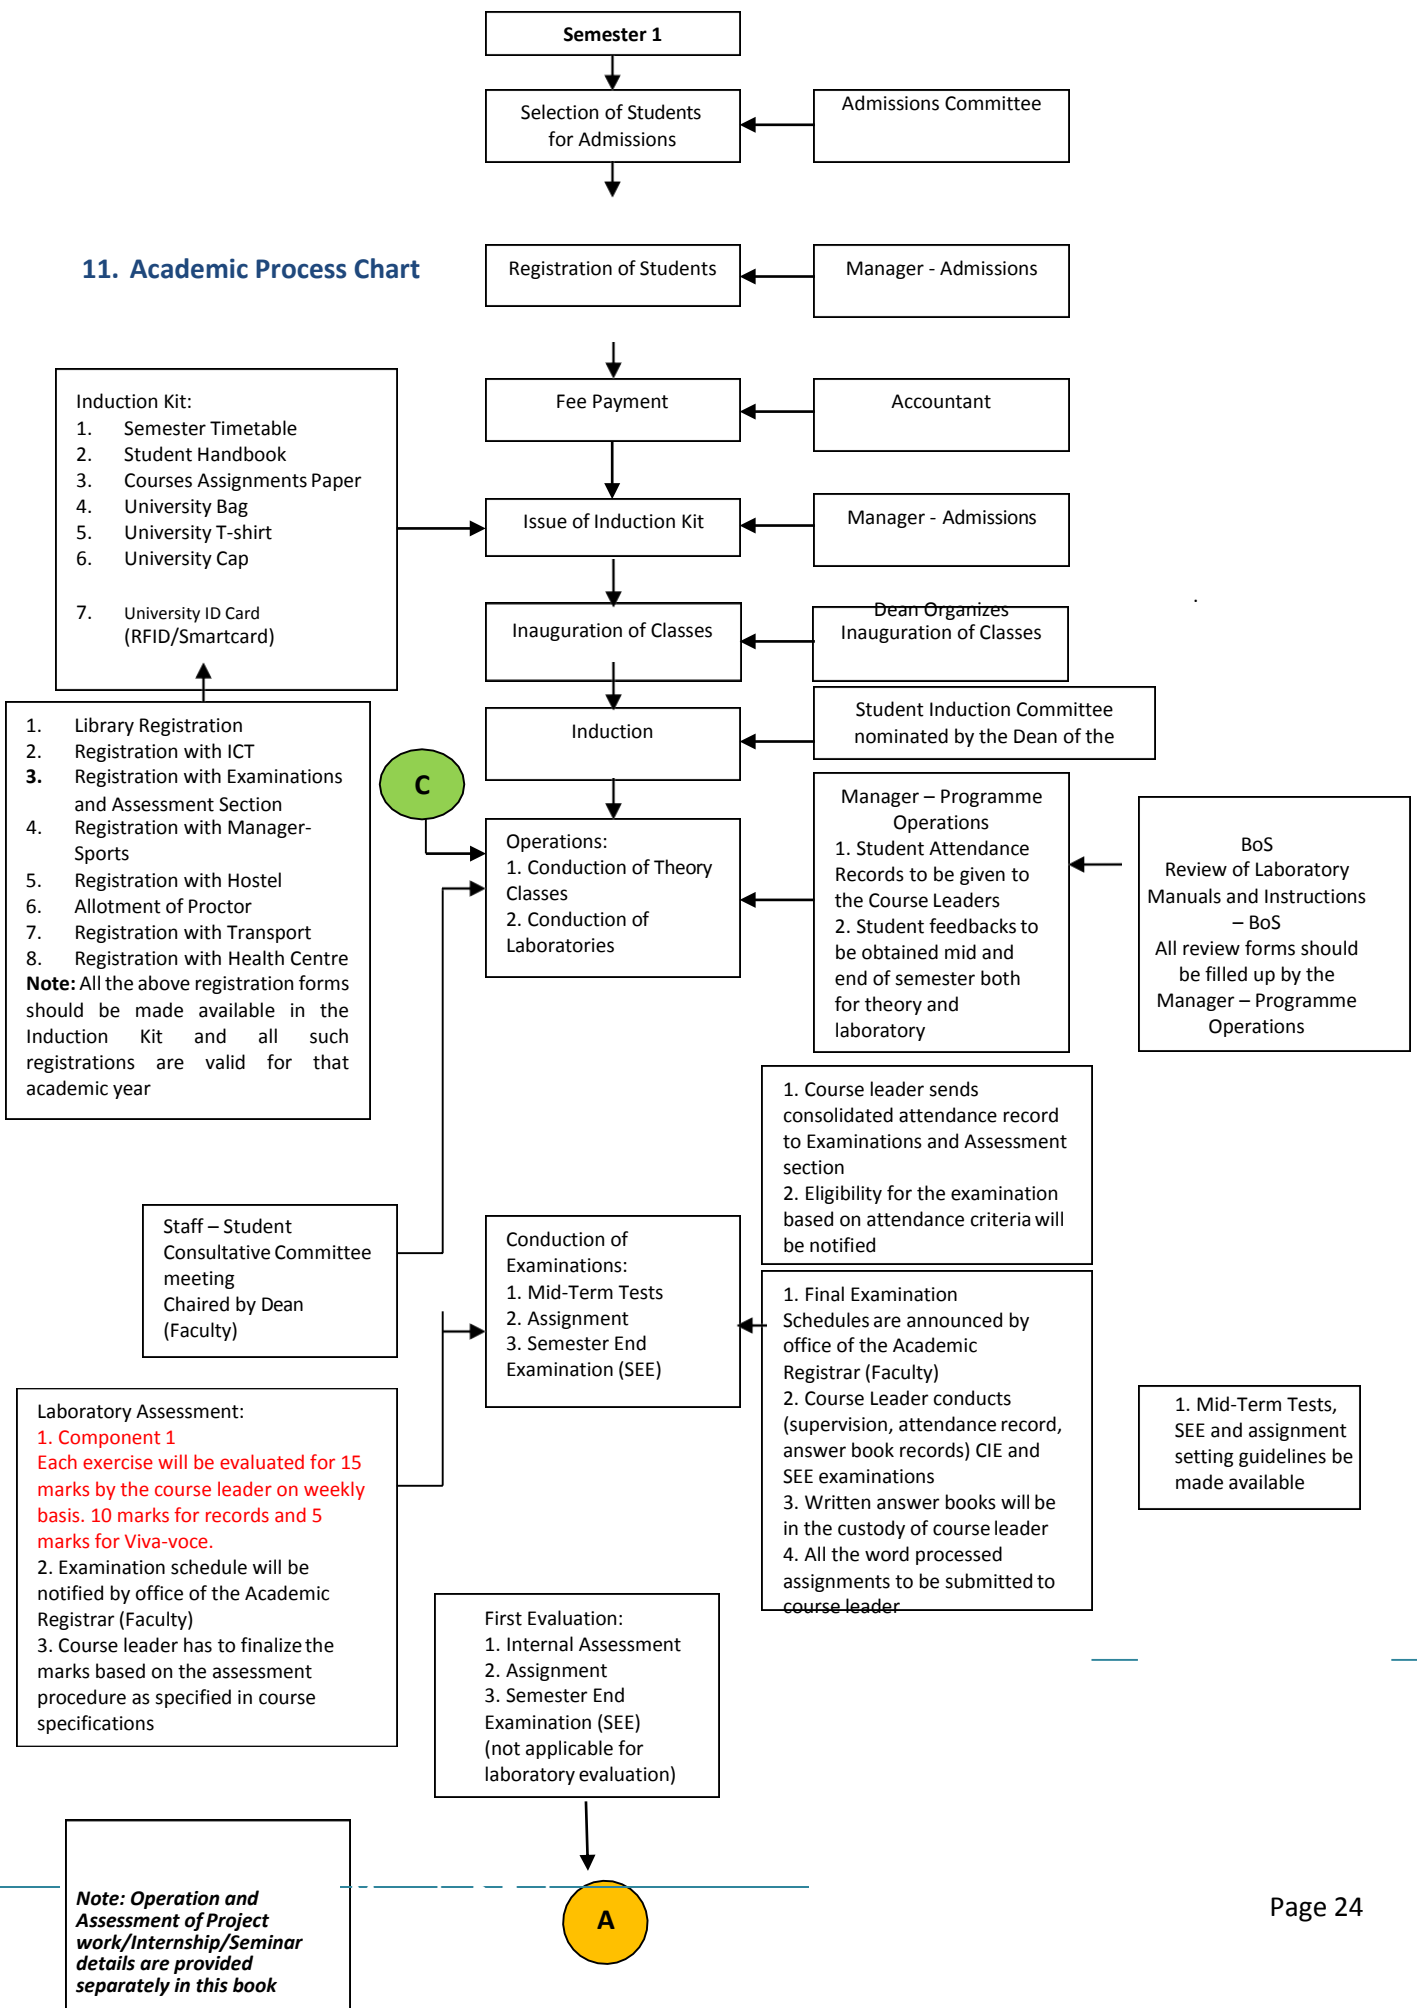 Semester 1
Selection of Students
for Admissions
Admissions Committee
11. Academic Process Chart
Registration of Students
Manager - Admissions
Fee Payment
Accountant
Induction Kit:
1. Semester Timetable
2. Student Handbook
3. Courses Assignments Paper
4. University Bag
5. University T-shirt
6. University Cap
7. University ID Card
(RFID/Smartcard)
Issue of Induction Kit
Manager - Admissions
Inauguration of Classes
Dean Organizes
Inauguration of Classes
.
Induction
Student Induction Committee
nominated by the Dean of the
1. Library Registration
2. Registration with ICT
3. Registration with Examinations
and Assessment Section
4. Registration with Manager-
Sports
5. Registration with Hostel
6. Allotment of Proctor
7. Registration with Transport
8. Registration with Health Centre
Note: All the above registration forms
should be made available in the
Induction Kit and all such
registrations are valid for that
academic year
C
Operations:
1. Conduction of Theory
Classes
2. Conduction of
Laboratories
Manager – Programme
Operations
1. Student Attendance
Records to be given to
the Course Leaders
2. Student feedbacks to
be obtained mid and
end of semester both
for theory and
laboratory
BoS
Review of Laboratory
Manuals and Instructions
– BoS
All review forms should
be filled up by the
Manager – Programme
Operations
1. Course leader sends
consolidated attendance record
to Examinations and Assessment
section
2. Eligibility for the examination
based on attendance criteria will
be notified
Staff – Student
Consultative Committee
meeting
Chaired by Dean
(Faculty)
Conduction of
Examinations:
1. Mid-Term Tests
2. Assignment
3. Semester End
Examination (SEE)
1. Final Examination
Schedules are announced by
office of the Academic
Registrar (Faculty)
2. Course Leader conducts
(supervision, attendance record,
answer book records) CIE and
SEE examinations
3. Written answer books will be
in the custody of course leader
4. All the word processed
assignments to be submitted to
course leader
1. Mid-Term Tests,
SEE and assignment
setting guidelines be
made available
Laboratory Assessment:
1. Component 1
Each exercise will be evaluated for 15
marks by the course leader on weekly
basis. 10 marks for records and 5
marks for Viva-voce.
2. Examination schedule will be
notified by office of the Academic
Registrar (Faculty)
3. Course leader has to finalize the
marks based on the assessment
procedure as specified in course
specifications
First Evaluation:
1. Internal Assessment
2. Assignment
3. Semester End
Examination (SEE)
(not applicable for
laboratory evaluation)
A
Note: Operation and
Assessment of Project
work/Internship/Seminar
details are provided
separately in this book
Page 24